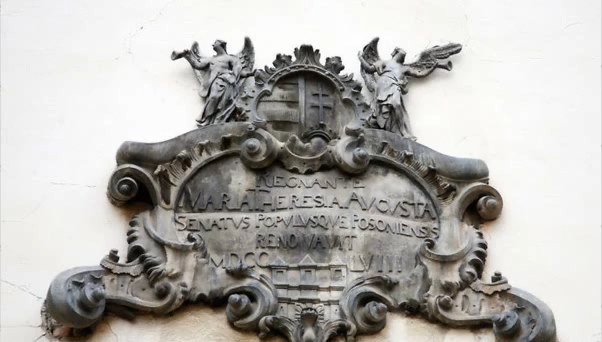 REGNANTE
MARIA THERESIA AVGVSTA
SENATVS POPVLVSQVE POSONIENSIS
RENOVAVIT
MDCC LVIII